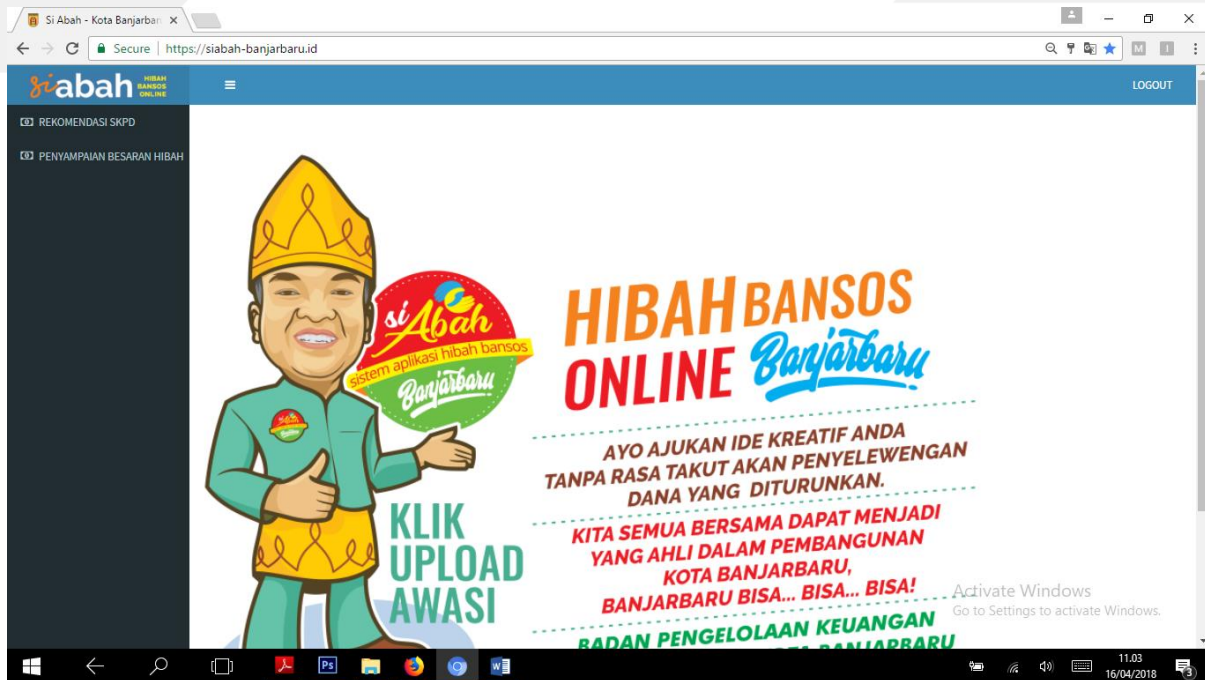 Si Abah - Kota Banjarbar
Secure | https://siabah-banjarbaru.id
siabah HIBAH BANSOS ONLINE
LOGOUT
REKOMENDASI SKPD
PENYAMPAIAN BESARAN HIBAH
si Abah
sistem aplikasi hibah bansos
Banjarbaru
HIBAH BANSOS
ONLINE Banjarbaru
AYO AJUKAN IDE KREATIF ANDA
TANPA RASA TAKUT AKAN PENYELEWENGAN
DANA YANG DITURUNKAN.
KLIK
UPLOAD
AWASI
KITA SEMUA BERSAMA DAPAT MENJADI
YANG AHLI DALAM PEMBANGUNAN
KOTA BANJARBARU,
BANJARBARU BISA... BISA... BISA!
BADAN PENGELOLAAN KEUANGAN
BANJARBARU
Activate Windows
Go to Settings to activate Windows.
Ps
11.03
16/04/2018
3